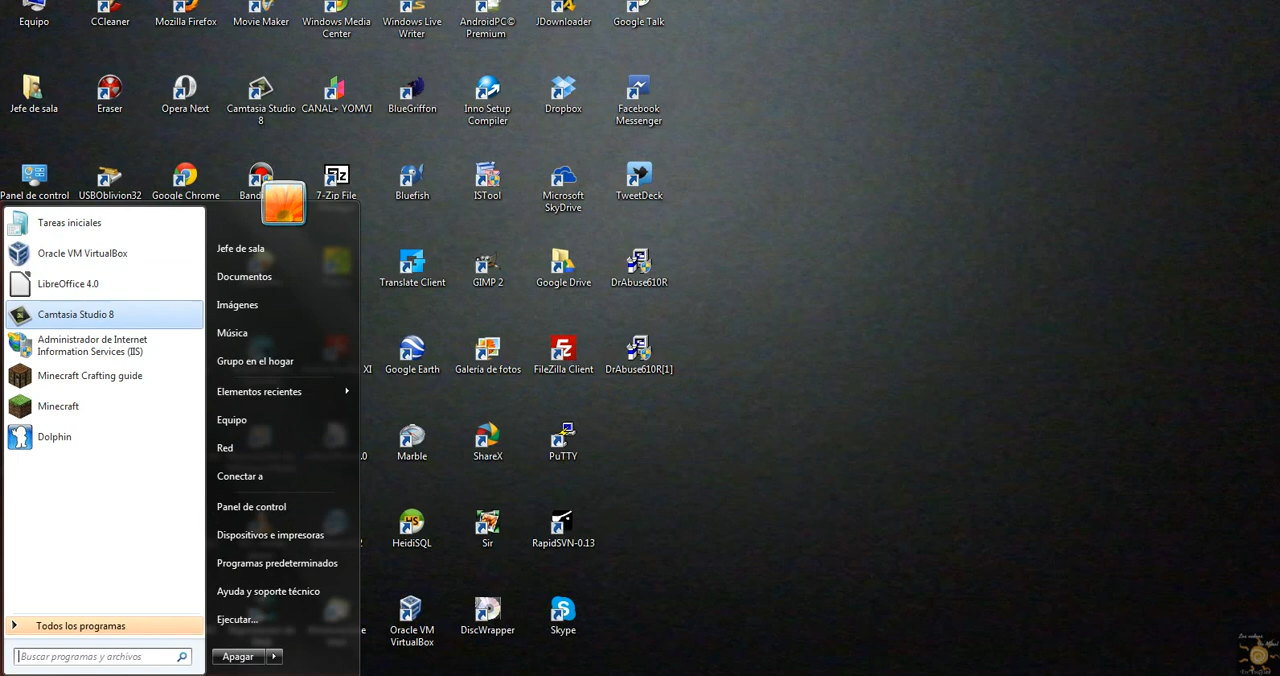 Equipo
CCleaner
Mozilla Firefox
Movie Maker
Windows Media
Center
Windows Live
Writer
AndroidPC©
Premium
JDownloader
Google Talk
Jefe de sala
Eraser
Opera Next
Camtasia Studio
8
CANAL+ YOMVI
BlueGriffon
Inno Setup
Compiler
Dropbox
Facebook
Messenger
Panel de control
USBOblivion32
Google Chrome
Band
7-Zip File
Bluefish
ISTool
Microsoft
SkyDrive
TweetDeck
Translate Client
GIMP 2
Google Drive
DrAbuse610R
XI
Google Earth
Galería de fotos
FileZilla Client
DrAbuse610R[1]
.0
Marble
ShareX
PuTTY
HeidiSQL
Sir
RapidSVN-0.13
e
Oracle VM
VirtualBox
DiscWrapper
Skype
Tareas iniciales
Oracle VM VirtualBox
LibreOffice 4.0
Camtasia Studio 8
Administrador de Internet
Information Services (IIS)
Minecraft Crafting guide
Minecraft
Dolphin
Todos los programas
Buscar programas y archivos
Jefe de sala
Documentos
Imágenes
Música
Grupo en el hogar
Elementos recientes
Equipo
Red
Conectar a
Panel de control
Dispositivos e impresoras
Programas predeterminados
Ayuda y soporte técnico
Ejecutar...
Apagar